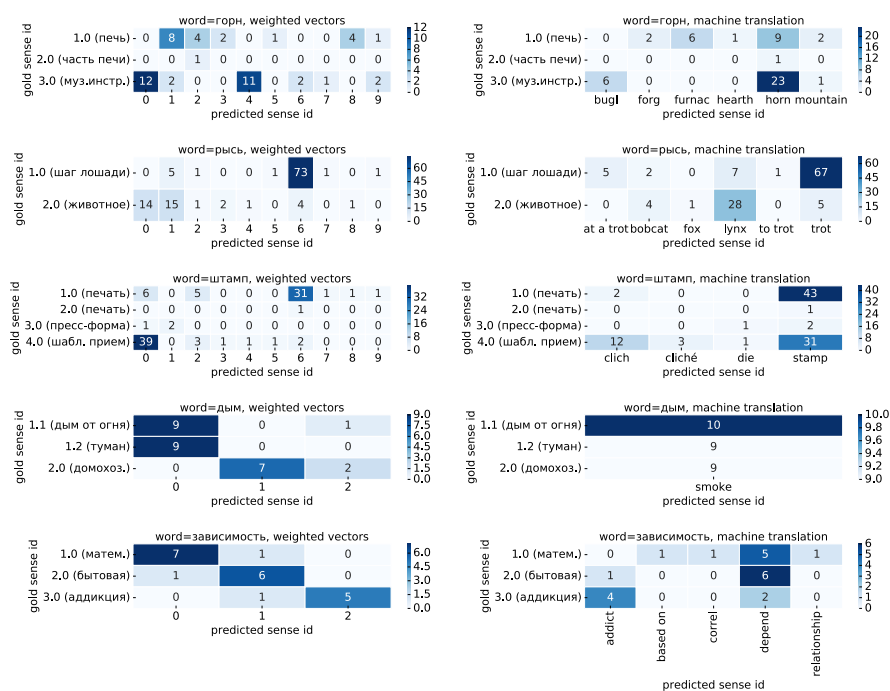 word=горн, weighted vectors
gold sense id
1.0 (печь) 0 8 4 2 0 1 0 0 4 1
2.0 (часть печи) 0 0 1 0 0 0 0 0 0 0
3.0 (муз.инстр.) 12 2 0 0 11 0 2 1 0 2
0 1 2 3 4 5 6 7 8 9
predicted sense id
12 10 8 6 4 2 0
word=горн, machine translation
gold sense id
1.0 (печь) 0 2 6 1 9 2
2.0 (часть печи) 0 0 0 0 1 0
3.0 (муз.инстр.) 6 0 0 0 23 1
bugl forg furnac hearth horn mountain
predicted sense id
20 16 12 8 4 0
word=рысь, weighted vectors
gold sense id
1.0 (шаг лошади) 0 5 1 0 0 1 73 1 0 1
2.0 (животное) 14 15 1 2 1 0 4 0 1 0
0 1 2 3 4 5 6 7 8 9
predicted sense id
60 45 30 15 0
word=рысь, machine translation
gold sense id
1.0 (шаг лошади) 5 2 0 7 1 67
2.0 (животное) 0 4 1 28 0 5
at a trot bobcat fox lynx to trot trot
predicted sense id
60 45 30 15 0
word=штамп, weighted vectors
gold sense id
1.0 (печать) 6 0 5 0 0 0 31 1 1 1
2.0 (печать) 0 0 0 0 0 0 1 0 0 0
3.0 (пресс-форма) 1 2 0 0 0 0 0 0 0 0
4.0 (шабл. прием) 39 0 3 1 1 1 2 0 0 0
0 1 2 3 4 5 6 7 8 9
predicted sense id
32 24 16 8 0
word=штамп, machine translation
gold sense id
1.0 (печать) 2 0 0 43
2.0 (печать) 0 0 0 1
3.0 (пресс-форма) 0 0 1 2
4.0 (шабл. прием) 12 3 1 31
clich cliché die stamp
predicted sense id
40 32 24 16 8 0
word=дым, weighted vectors
gold sense id
1.1 (дым от огня) 9 0 1
1.2 (туман) 9 0 0
2.0 (домохоз.) 0 7 2
0 1 2
predicted sense id
9.0 7.5 6.0 4.5 3.0 1.5 0.0
word=дым, machine translation
gold sense id
1.1 (дым от огня) 10
1.2 (туман) 9
2.0 (домохоз.) 9
smoke
predicted sense id
10.0 9.8 9.6 9.4 9.2 9.0
word=зависимость, weighted vectors
gold sense id
1.0 (матем.) 7 1 0
2.0 (бытовая) 1 6 0
3.0 (аддикция) 0 1 5
0 1 2
predicted sense id
6.0 4.5 3.0 1.5 0.0
word=зависимость, machine translation
gold sense id
1.0 (матем.) 0 1 1 5 1
2.0 (бытовая) 1 0 0 6 0
3.0 (аддикция) 4 0 0 2 0
addict based on correl depend relationship
predicted sense id
6 5 4 3 2 1 0